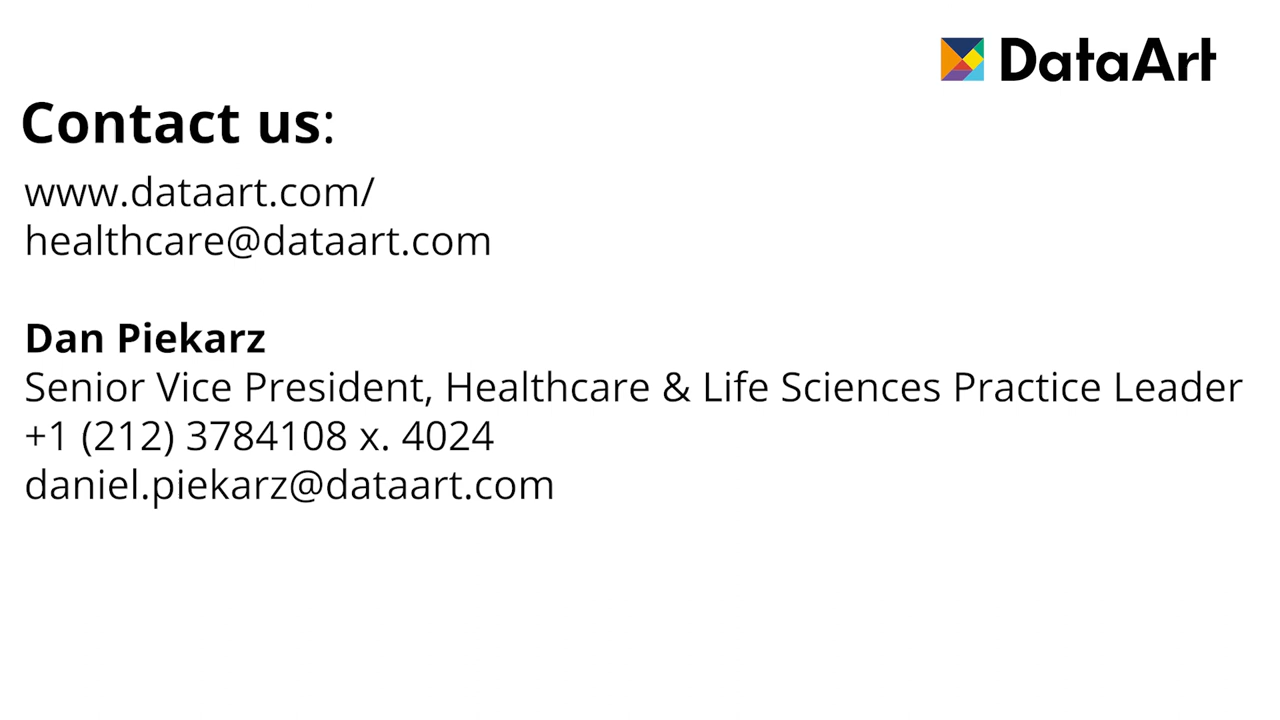 DataArt
Contact us:
www.dataart.com/
healthcare@dataart.com
Dan Piekarz
Senior Vice President, Healthcare & Life Sciences Practice Leader
+1 (212) 3784108 x. 4024
daniel.piekarz@dataart.com